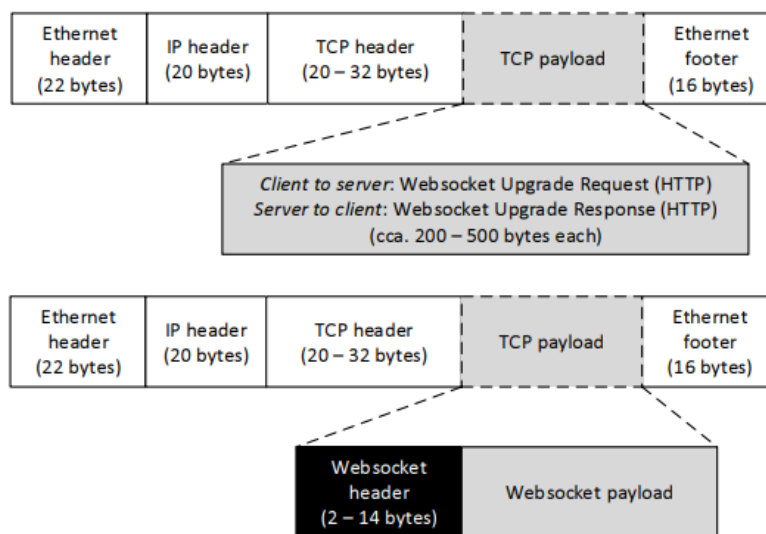 Ethernet
header
(22 bytes)
IP header
(20 bytes)
TCP header
(20 – 32 bytes)
TCP payload
Ethernet
footer
(16 bytes)
Client to server: Websocket Upgrade Request (HTTP)
Server to client: Websocket Upgrade Response (HTTP)
(cca. 200 – 500 bytes each)
Ethernet
header
(22 bytes)
IP header
(20 bytes)
TCP header
(20 – 32 bytes)
TCP payload
Ethernet
footer
(16 bytes)
Websocket
header
(2 – 14 bytes)
Websocket payload